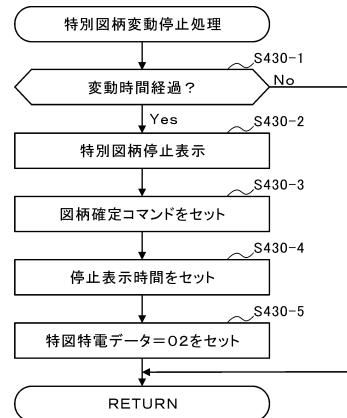 特別図柄変動停止処理
S430-1
変動時間経過？
No
Yes
S430-2
特別図柄停止表示
S430-3
図柄確定コマンドをセット
S430-4
停止表示時間をセット
S430-5
特図特電データ＝02をセット
RETURN